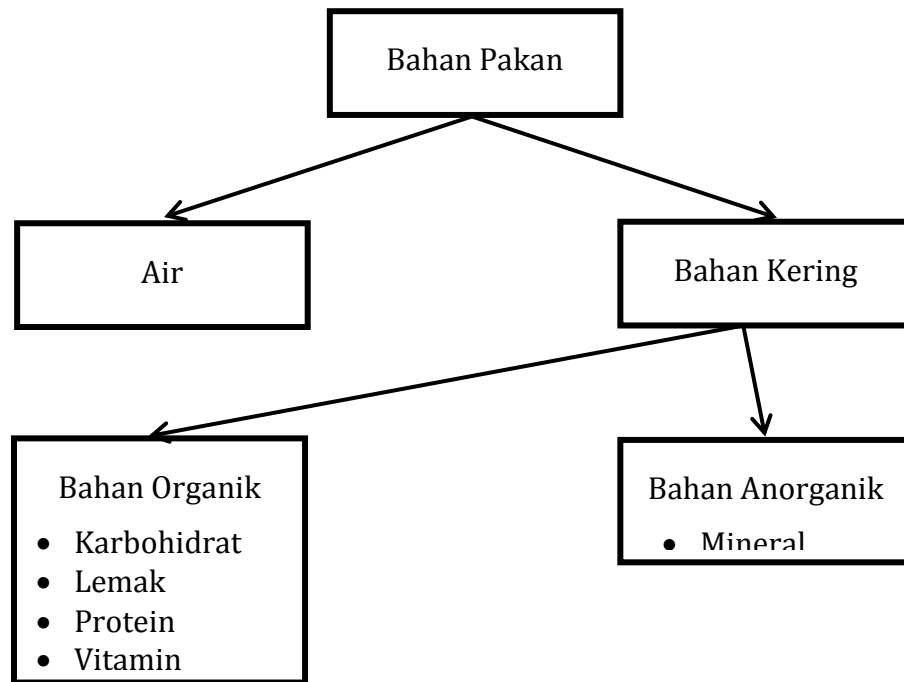 Bahan Pakan
Air
Bahan Kering
Bahan Organik
• Karbohidrat
• Lemak
• Protein
• Vitamin
Bahan Anorganik
• Mineral